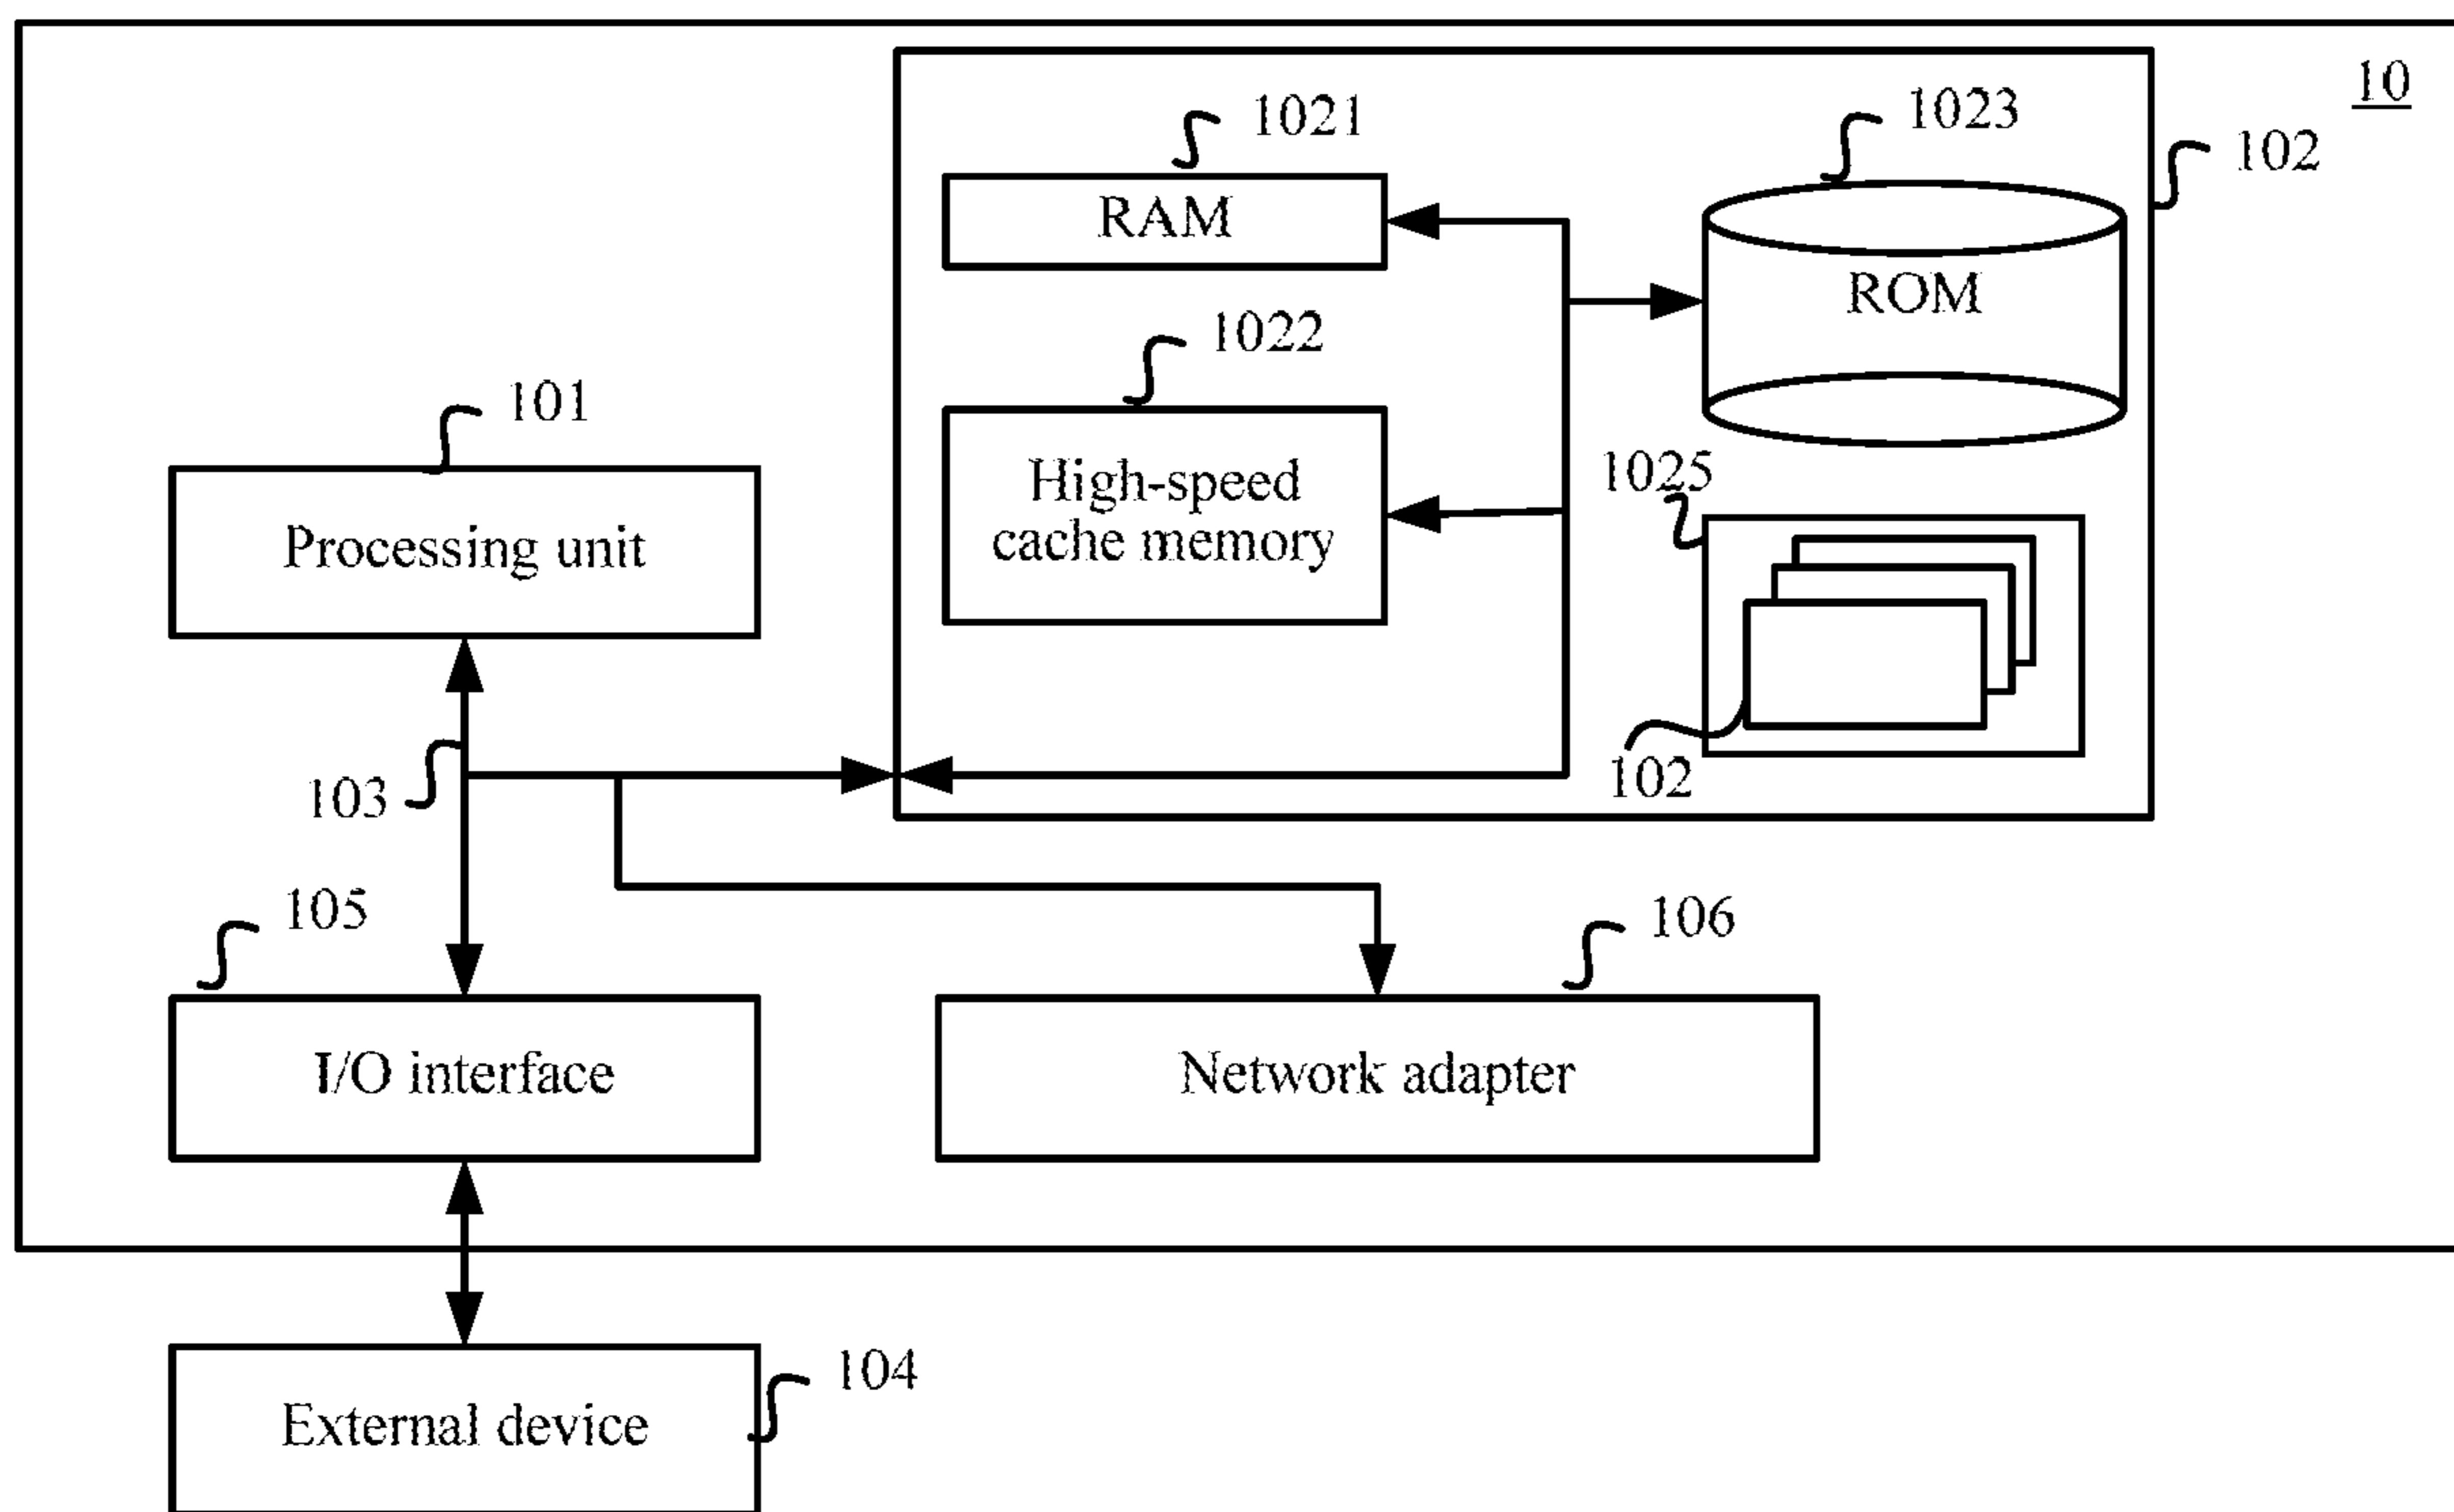 10
1021
1023
102
RAM
ROM
1022
101
High-speed
cache memory
1025
Processing unit
103
102
105
106
I/O interface
Network adapter
104
External device